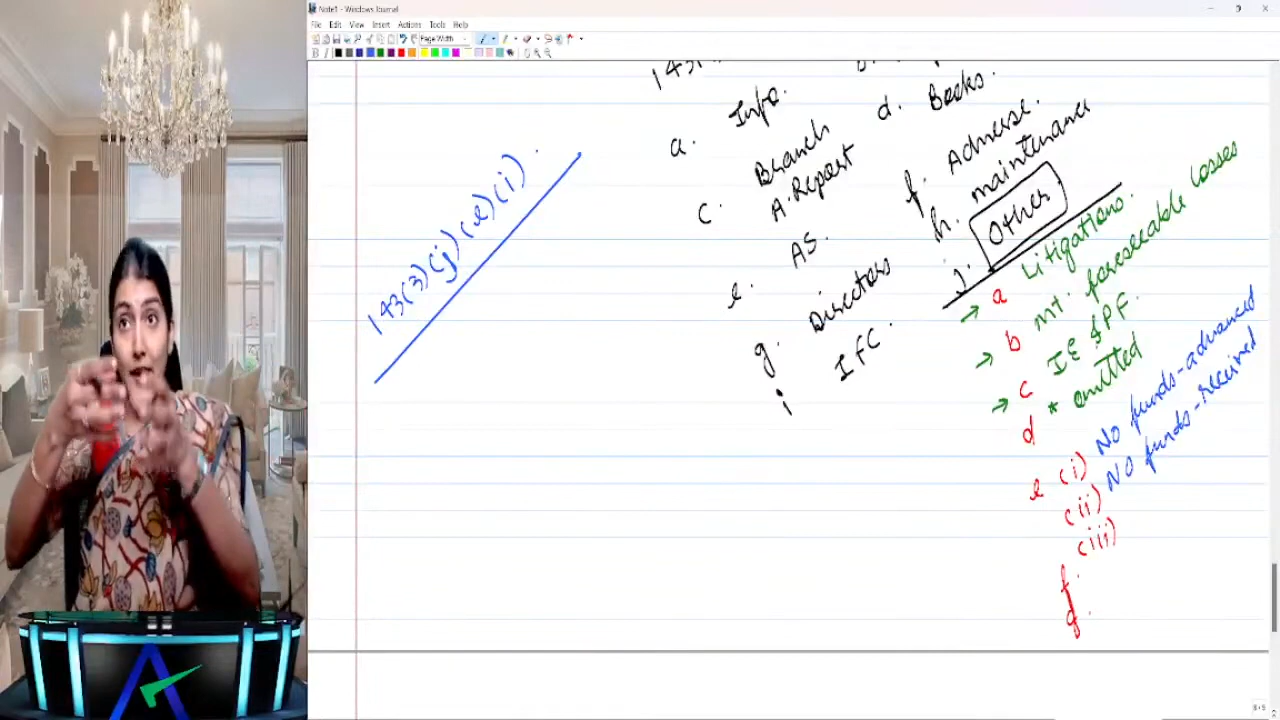 Note1 - Windows Journal
File Edit View Insert Actions Tools Help
Page Width
143(
a. Info.
d. Books.
c. Branch
A. Report
f. Adverse.
e. AS.
h. maintenance
g. Directors
j. Other
i IFC.
143(3)(j)(e)(i).
→ a Litigations.
→ b mt. foreseeable losses
→ c IE & PF.
d * omitted
e (i) No funds-advanced
(ii) NO funds-received
(iii)
f.
g.